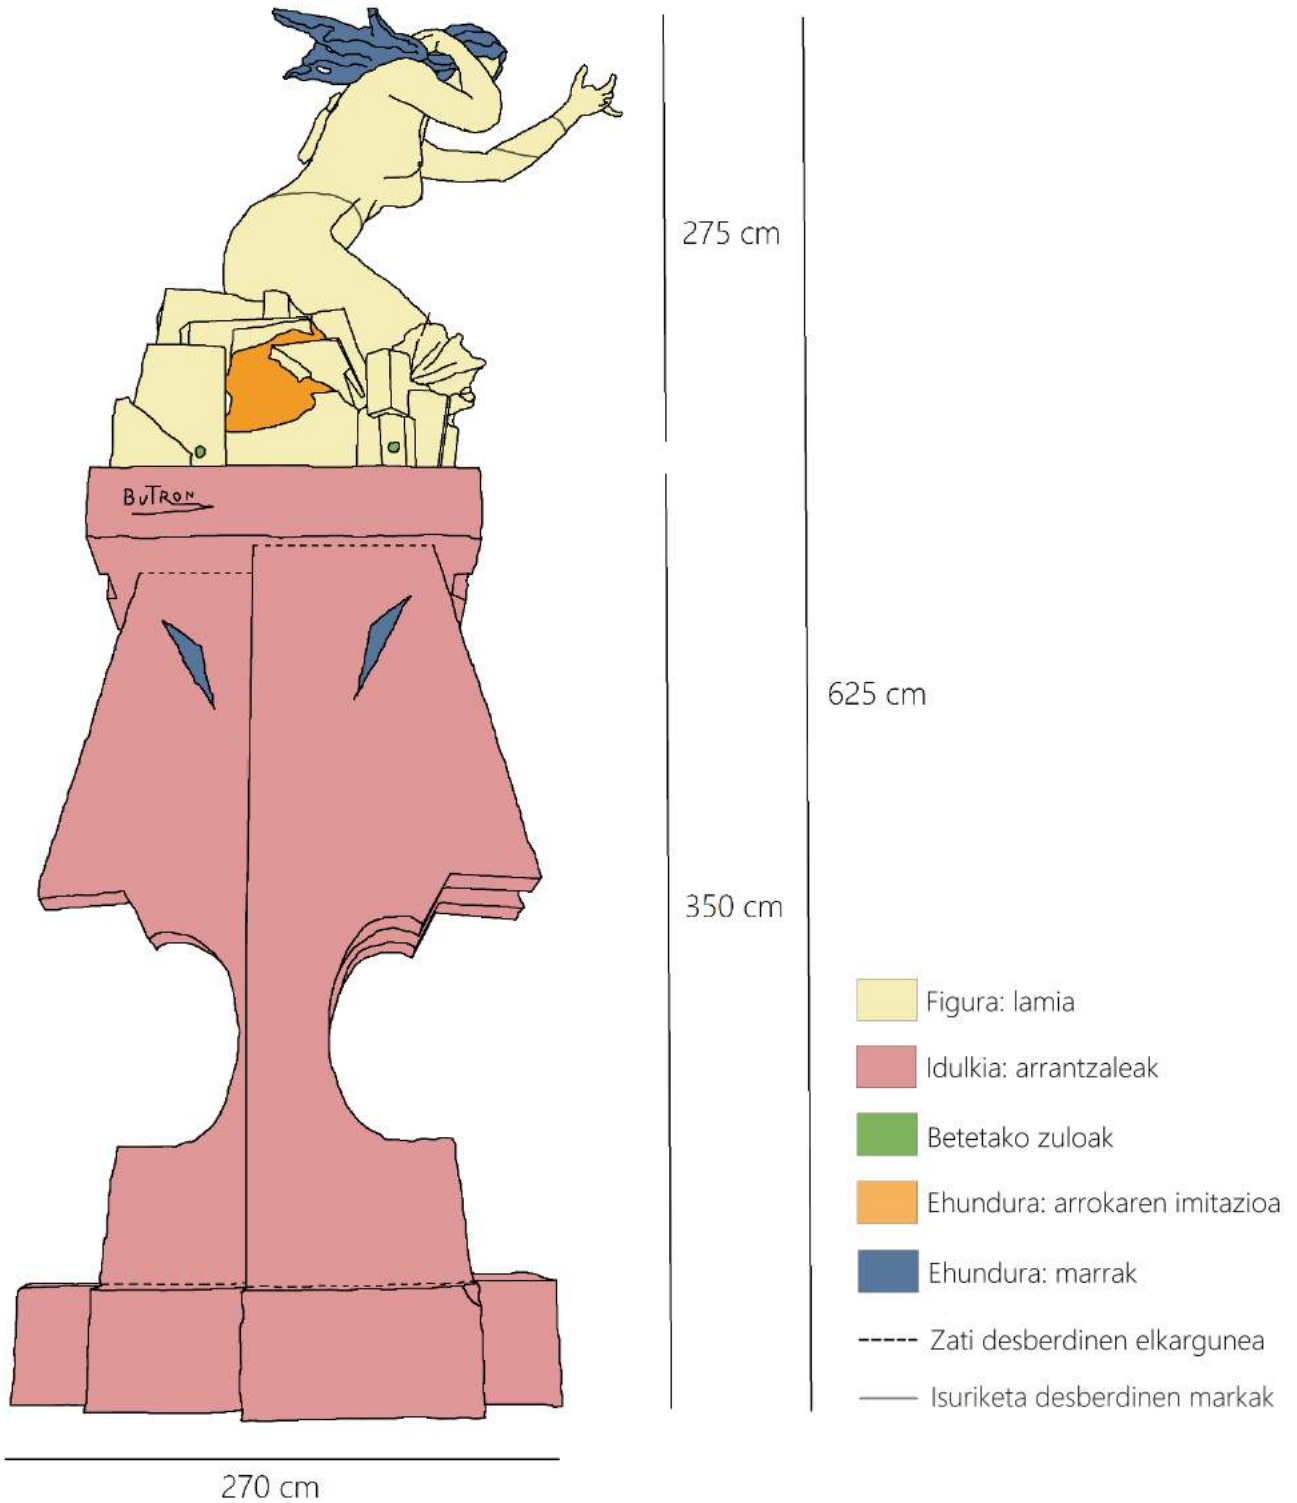 275 cm
BUTRON
625 cm
350 cm
Figura: lamia
Idulkia: arrantzaleak
Betetako zuloak
Ehundura: arrokaren imitazioa
Ehundura: marrak
Zati desberdinen elkargunea
Isuriketa desberdinen markak
270 cm